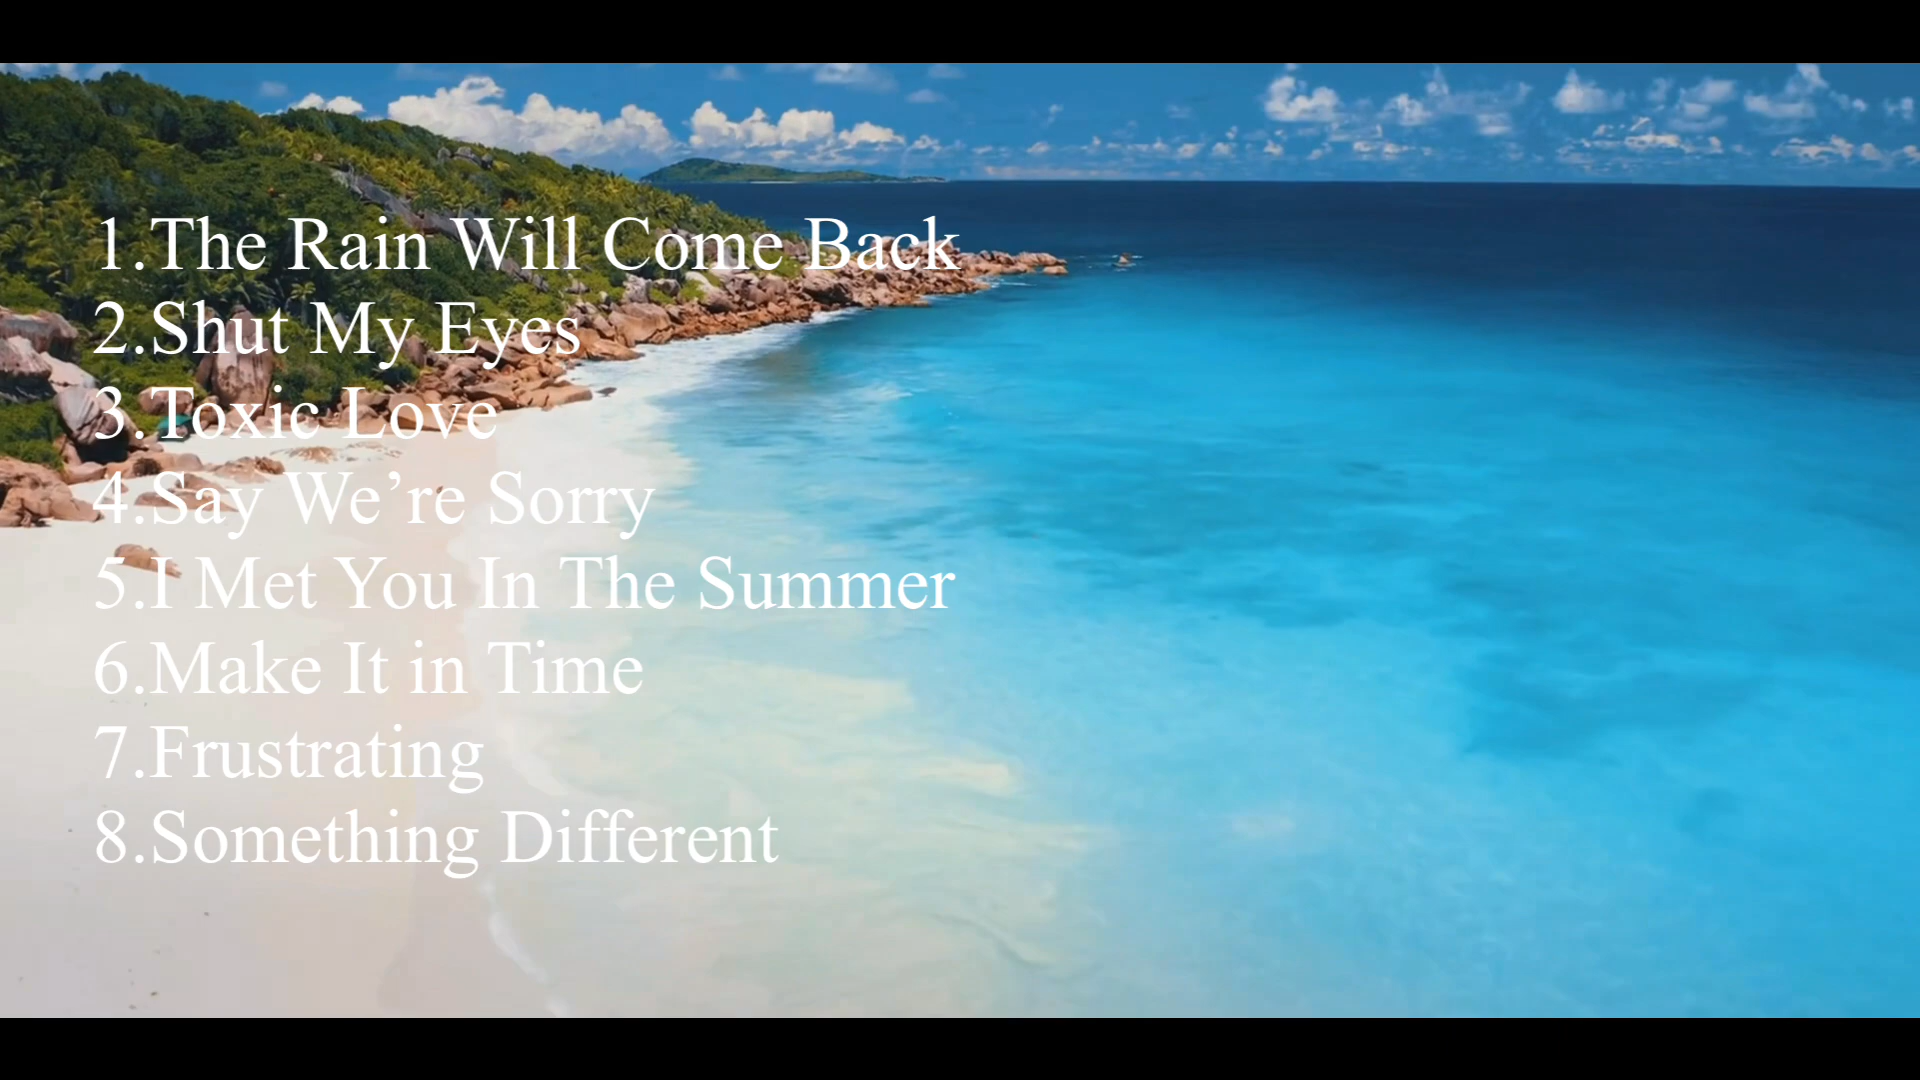 1.The Rain Will Come Back
2.Shut My Eyes
3.Toxic Love
4.Say We’re Sorry
5.I Met You In The Summer
6.Make It in Time
7.Frustrating
8.Something Different